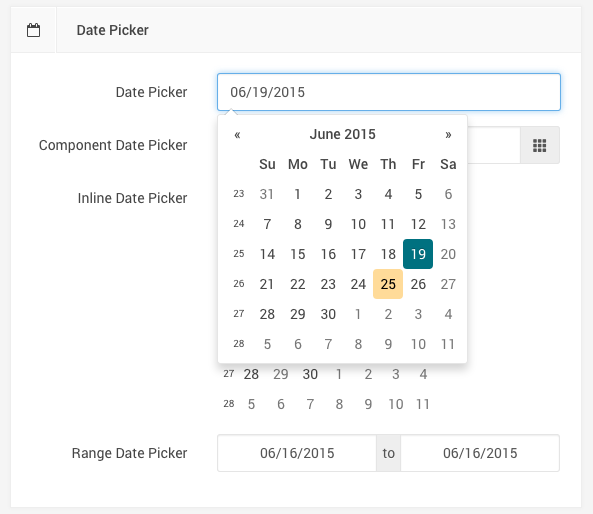 Date Picker
Date Picker 06/19/2015
« June 2015 »
Su Mo Tu We Th Fr Sa
23 31 1 2 3 4 5 6
24 7 8 9 10 11 12 13
25 14 15 16 17 18 19 20
26 21 22 23 24 25 26 27
27 28 29 30 1 2 3 4
28 5 6 7 8 9 10 11
Component Date Picker
Inline Date Picker
27 28 29 30 1 2 3 4
28 5 6 7 8 9 10 11
Range Date Picker 06/16/2015 to 06/16/2015